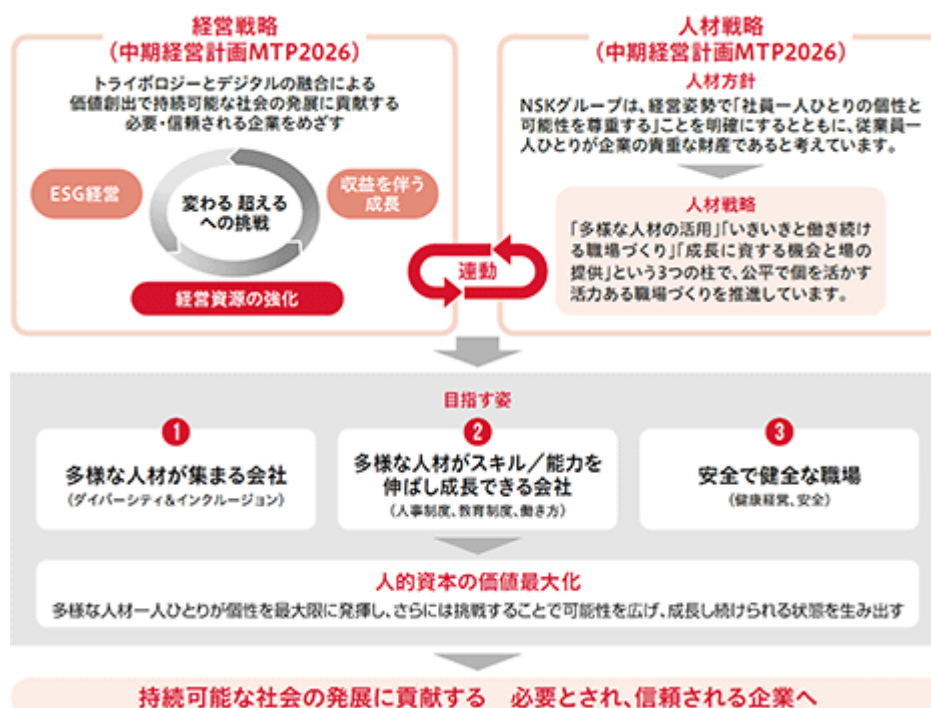 経営戦略
(中期経営計画MTP2026)
トライボロジーとデジタルの融合による
価値創出で持続可能な社会の発展に貢献する
必要・信頼される企業をめざす
ESG経営
変わる 超える
への挑戦
収益を伴う
成長
経営資源の強化
連動
人材戦略
(中期経営計画MTP2026)
人材方針
NSKグループは、経営姿勢で「社員一人ひとりの個性と
可能性を尊重する」ことを明確にするとともに、従業員一
人ひとりが企業の貴重な財産であると考えています。
人材戦略
「多様な人材の活用」「いきいきと働き続け
る職場づくり」「成長に資する機会と場の
提供」という3つの柱で、公平で個を活かす
活力ある職場づくりを推進しています。
目指す姿
1
多様な人材が集まる会社
(ダイバーシティ&インクルージョン)
2
多様な人材がスキル/能力を
伸ばし成長できる会社
(人事制度、教育制度、働き方)
3
安全で健全な職場
(健康経営、安全)
人的資本の価値最大化
多様な人材一人ひとりが個性を最大限に発揮し、さらには挑戦することで可能性を広げ、成長し続けられる状態を生み出す
持続可能な社会の発展に貢献する 必要とされ、信頼される企業へ